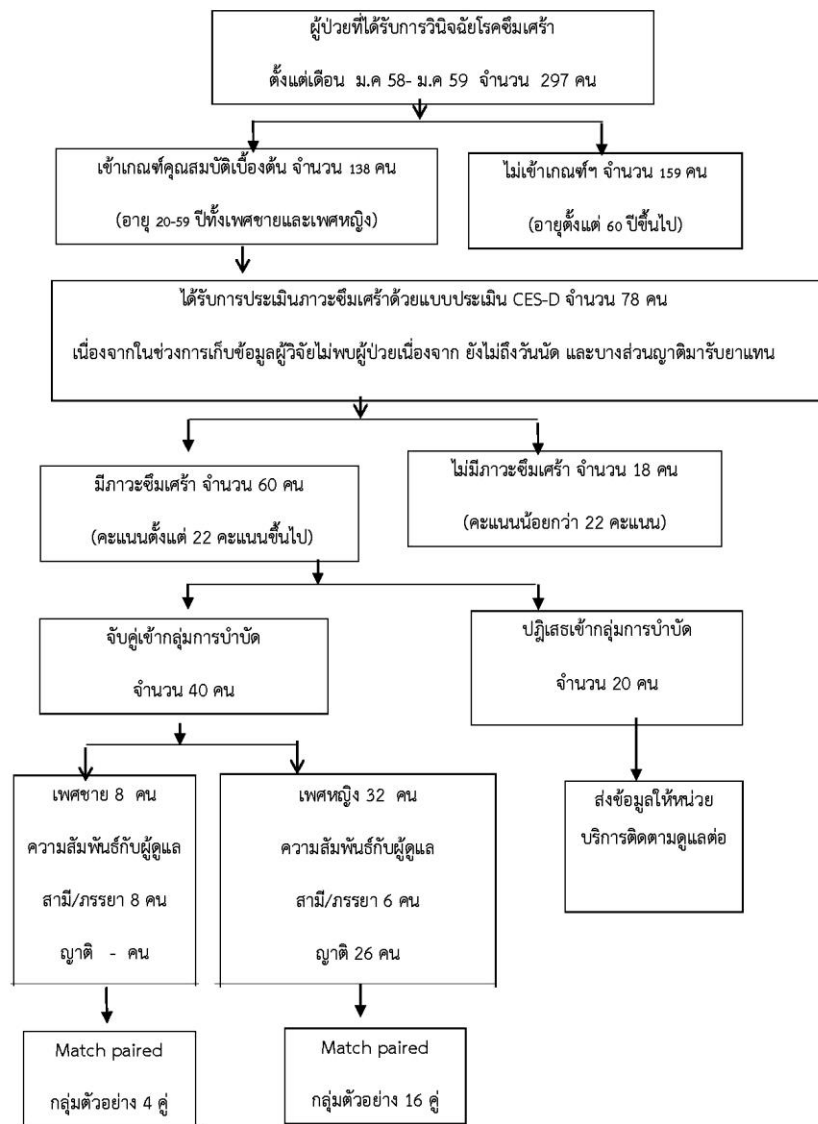 ผู้ป่วยที่ได้รับการวินิจฉัยโรคซึมเศร้า
ตั้งแต่เดือน ม.ค 58- ม.ค 59 จำนวน 297 คน
เข้าเกณฑ์คุณสมบัติเบื้องต้น จำนวน 138 คน
(อายุ 20-59 ปีทั้งเพศชายและเพศหญิง)
ไม่เข้าเกณฑ์ฯ จำนวน 159 คน
(อายุตั้งแต่ 60 ปีขึ้นไป)
ได้รับการประเมินภาวะซึมเศร้าด้วยแบบประเมิน CES-D จำนวน 78 คน
เนื่องจากในช่วงการเก็บข้อมูลผู้วิจัยไม่พบผู้ป่วยเนื่องจาก ยังไม่ถึงวันนัด และบางส่วนญาติมารับยาแทน
มีภาวะซึมเศร้า จำนวน 60 คน
(คะแนนตั้งแต่ 22 คะแนนขึ้นไป)
ไม่มีภาวะซึมเศร้า จำนวน 18 คน
(คะแนนน้อยกว่า 22 คะแนน)
จับคู่เข้ากลุ่มการบำบัด
จำนวน 40 คน
ปฎิเสธเข้ากลุ่มการบำบัด
จำนวน 20 คน
เพศชาย 8 คน
ความสัมพันธ์กับผู้ดูแล
สามี/ภรรยา 8 คน
ญาติ - คน
เพศหญิง 32 คน
ความสัมพันธ์กับผู้ดูแล
สามี/ภรรยา 6 คน
ญาติ 26 คน
ส่งข้อมูลให้หน่วย
บริการติดตามดูแลต่อ
Match paired
กลุ่มตัวอย่าง 4 คู่
Match paired
กลุ่มตัวอย่าง 16 คู่